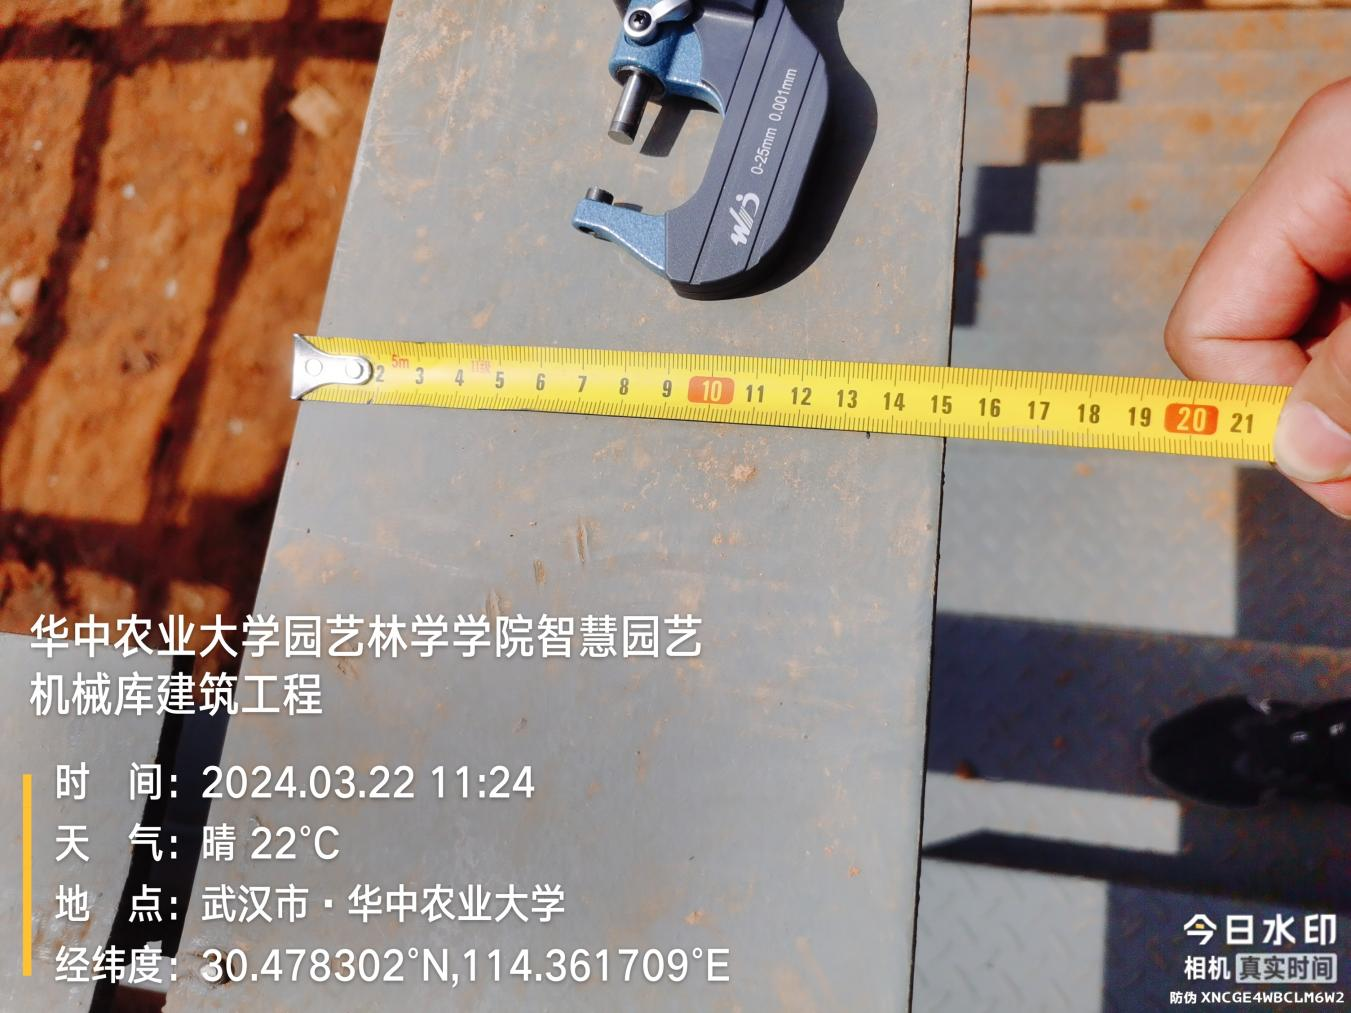 0-25mm 0.001mm
5m
2 3 4 5 6 7 8 9 10 11 12 13 14 15 16 17 18 19 20 21
华中农业大学园艺林学学院智慧园艺
机械库建筑工程
时 间：2024.03.22 11:24
天 气：晴 22°C
地 点：武汉市·华中农业大学
经纬度：30.478302°N,114.361709°E
今日水印
相机 真实时间
防伪 XNCGE4WBCLM6W2